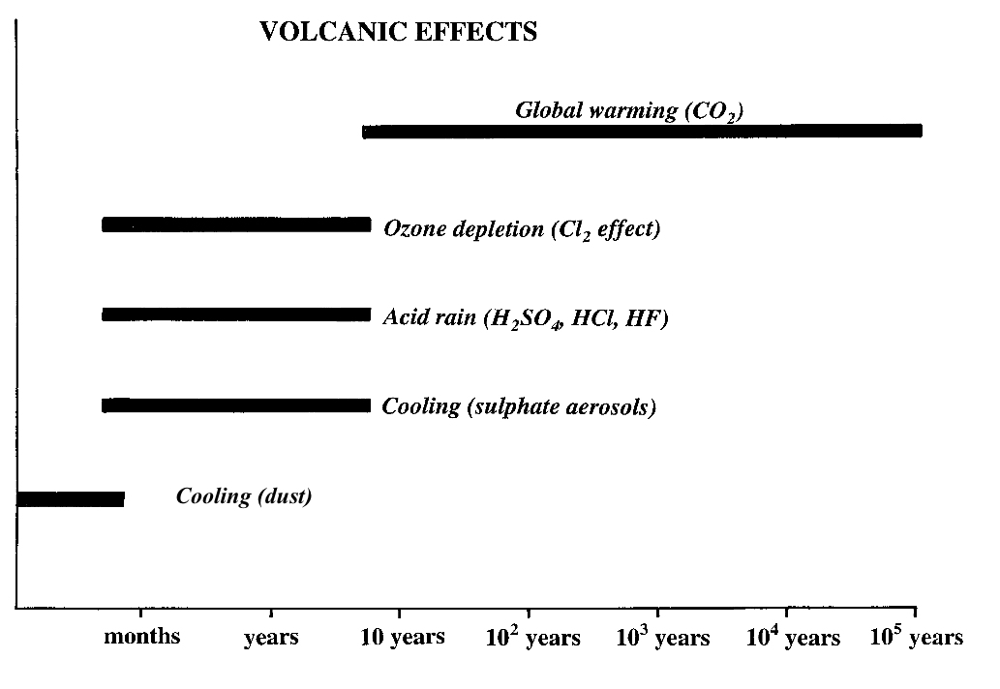 VOLCANIC EFFECTS
Global warming (CO₂)
Ozone depletion (Cl₂ effect)
Acid rain (H₂SO₄, HCl, HF)
Cooling (sulphate aerosols)
Cooling (dust)
months years 10 years 10² years 10³ years 10⁴ years 10⁵ years